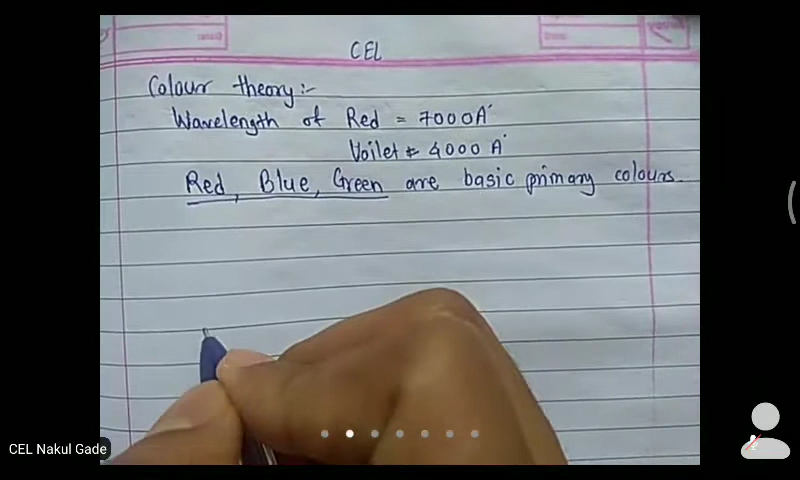 CEL
Colour theory:-
Wavelength of Red = 7000A°
Voilet = 4000 A°
Red, Blue, Green are basic primary colours.
CEL Nakul Gade